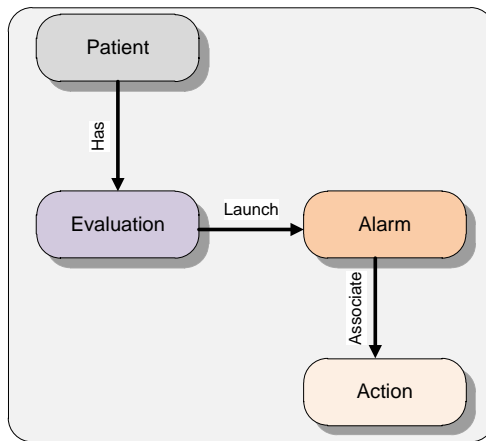 Patient
Has
Evaluation
Launch
Alarm
Associate
Action